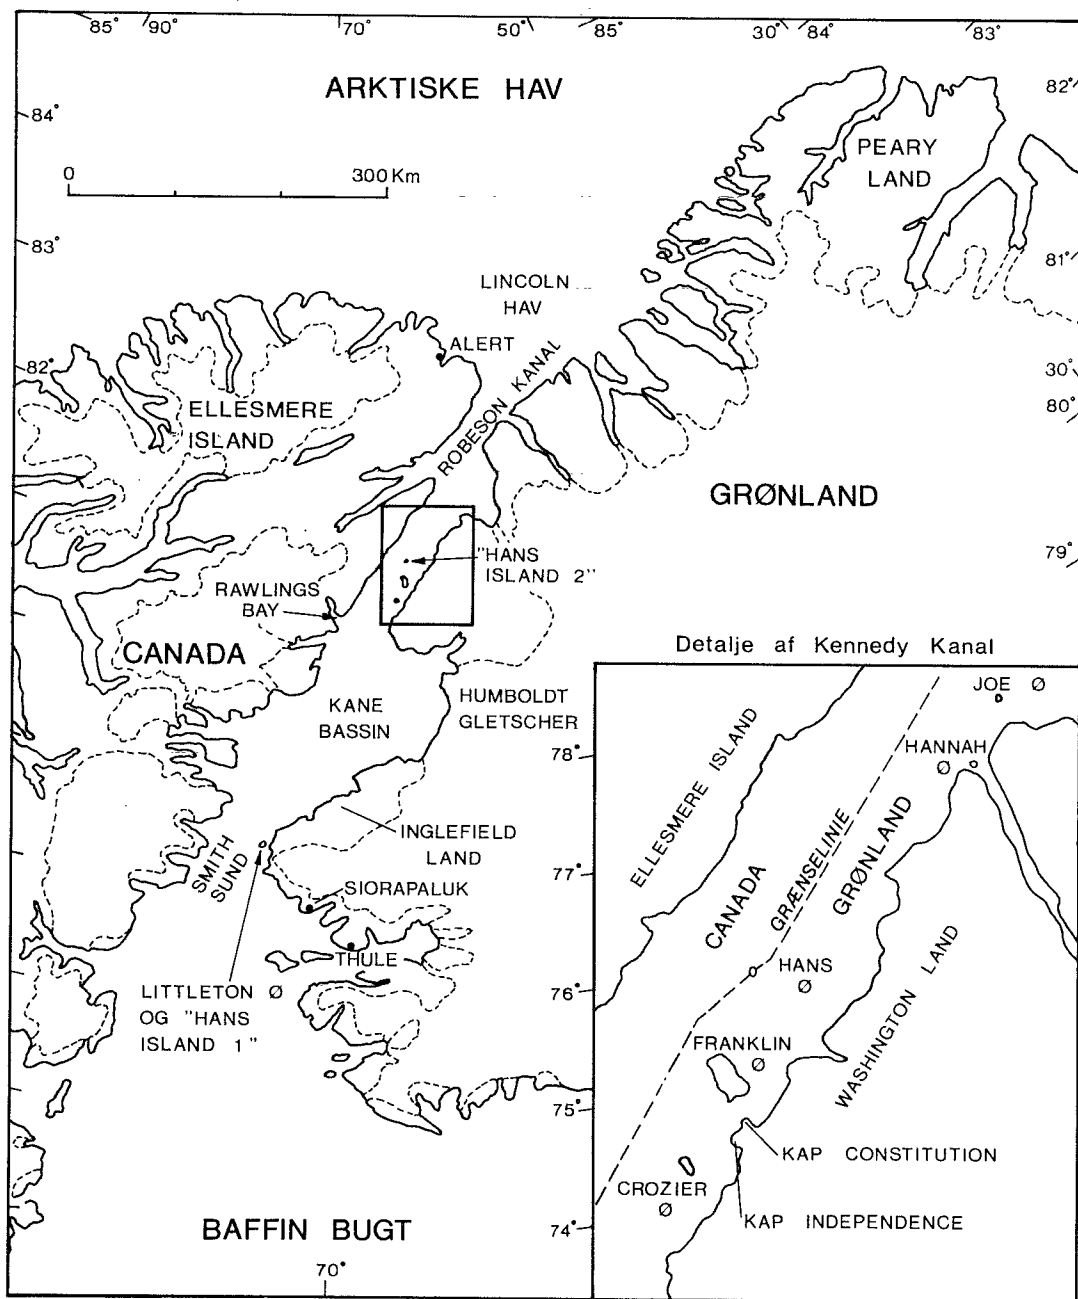 85° 90° 70° 50° 85° 30° 84° 83°
ARKTISKE HAV
82°
84°
PEARY
LAND
0 300 Km
83°
81°
LINCOLN
HAV
ALERT
82°
30°
ROBESON KANAL
80°
ELLESMERE
ISLAND
GRØNLAND
79°
"HANS
ISLAND 2"
RAWLINGS
BAY
CANADA
HUMBOLDT
GLETSCHER
KANE
BASSIN
78°
INGLEFIELD
LAND
SMITH
SUND
77°
SIORAPALUK
THULE
76°
LITTLETON Ø
OG "HANS
ISLAND 1"
75°
BAFFIN BUGT
74°
70°
Detalje af Kennedy Kanal
JOE Ø
HANNAH
Ø
ELLESMERE ISLAND
CANADA
GRÆNSELINIE
GRØNLAND
HANS
Ø
WASHINGTON LAND
FRANKLIN
Ø
KAP CONSTITUTION
CROZIER
Ø
KAP INDEPENDENCE